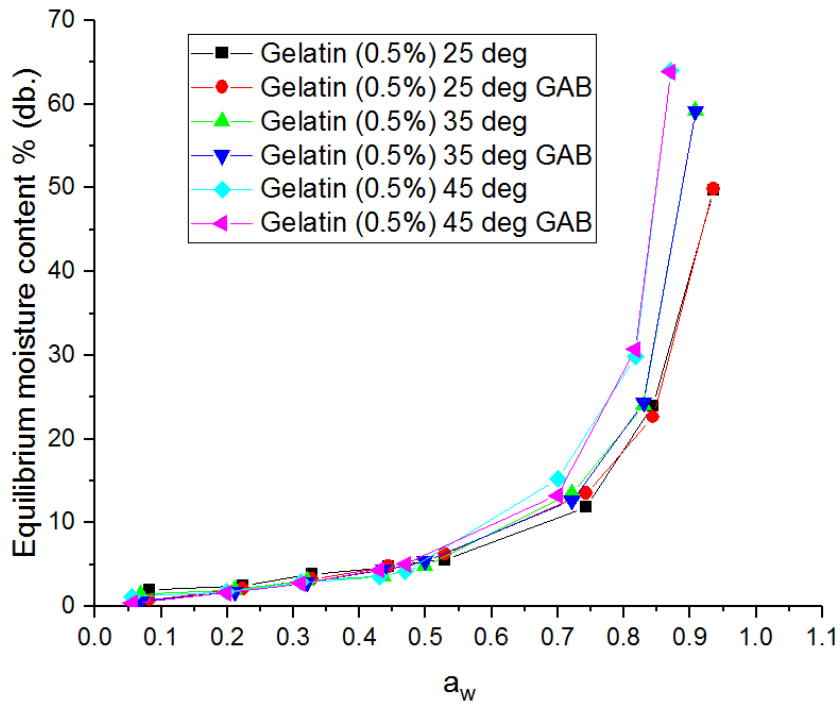 70
60
50
40
30
20
10
0
Equilibrium moisture content % (db.)
Gelatin (0.5%) 25 deg
Gelatin (0.5%) 25 deg GAB
Gelatin (0.5%) 35 deg
Gelatin (0.5%) 35 deg GAB
Gelatin (0.5%) 45 deg
Gelatin (0.5%) 45 deg GAB
0.0 0.1 0.2 0.3 0.4 0.5 0.6 0.7 0.8 0.9 1.0 1.1
a_w